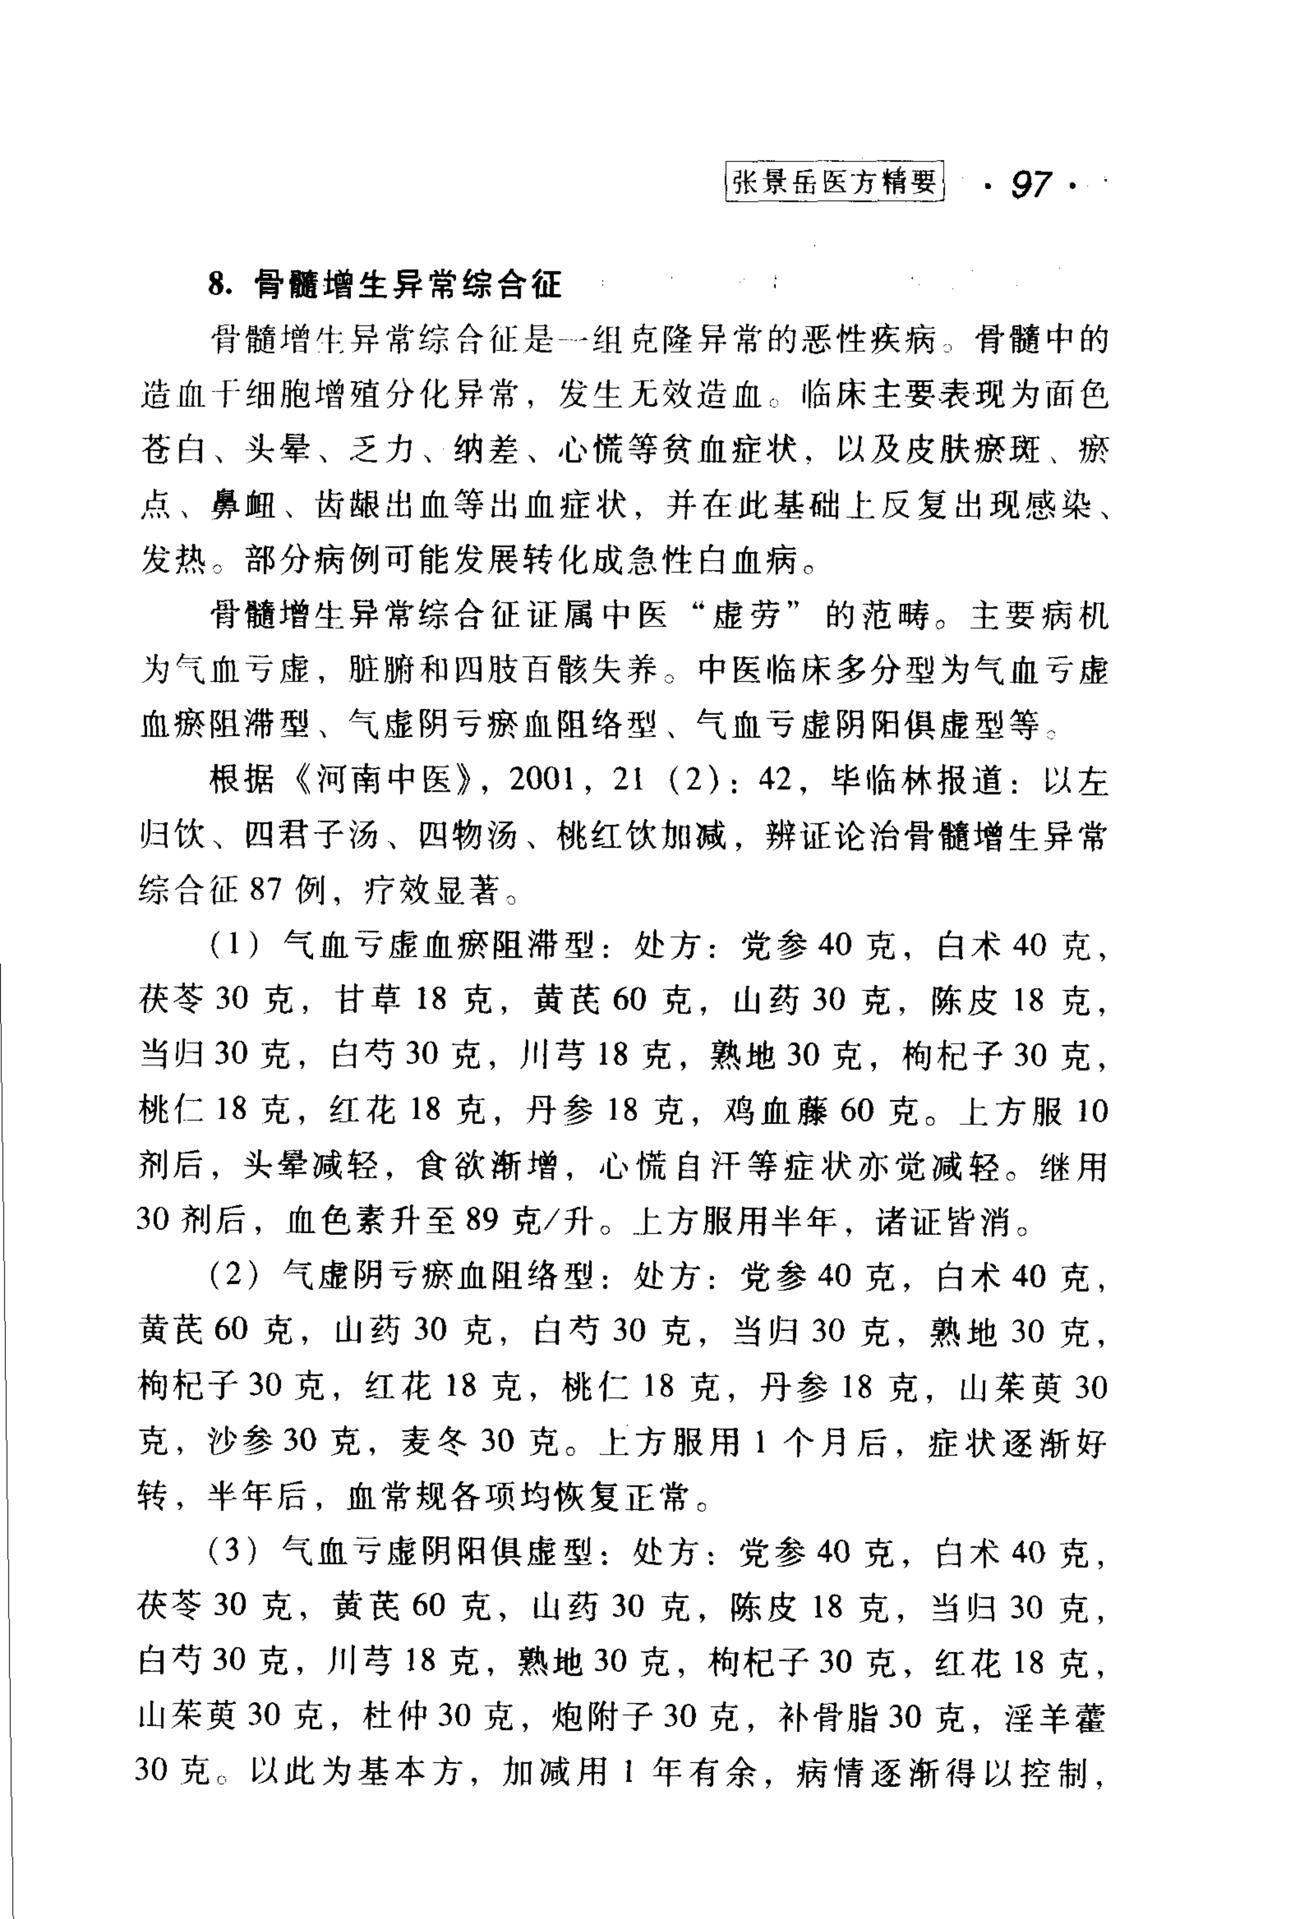 张景岳医方精要 · 97 ·
8. 骨髓增生异常综合征
骨髓增生异常综合征是一组克隆异常的恶性疾病。骨髓中的
造血干细胞增殖分化异常，发生无效造血。临床主要表现为面色
苍白、头晕、乏力、纳差、心慌等贫血症状，以及皮肤瘀斑、瘀
点、鼻衄、齿龈出血等出血症状，并在此基础上反复出现感染、
发热。部分病例可能发展转化成急性白血病。
骨髓增生异常综合征证属中医“虚劳”的范畴。主要病机
为气血亏虚，脏腑和四肢百骸失养。中医临床多分型为气血亏虚
血瘀阻滞型、气虚阴亏瘀血阻络型、气血亏虚阴阳俱虚型等。
根据《河南中医》，2001，21（2）：42，毕临林报道：以左
归饮、四君子汤、四物汤、桃红饮加减，辨证论治骨髓增生异常
综合征 87 例，疗效显著。
（1）气血亏虚血瘀阻滞型：处方：党参 40 克，白术 40 克，
茯苓 30 克，甘草 18 克，黄芪 60 克，山药 30 克，陈皮 18 克，
当归 30 克，白芍 30 克，川芎 18 克，熟地 30 克，枸杞子 30 克，
桃仁 18 克，红花 18 克，丹参 18 克，鸡血藤 60 克。上方服 10
剂后，头晕减轻，食欲渐增，心慌自汗等症状亦觉减轻。继用
30 剂后，血色素升至 89 克/升。上方服用半年，诸证皆消。
（2）气虚阴亏瘀血阻络型：处方：党参 40 克，白术 40 克，
黄芪 60 克，山药 30 克，白芍 30 克，当归 30 克，熟地 30 克，
枸杞子 30 克，红花 18 克，桃仁 18 克，丹参 18 克，山茱萸 30
克，沙参 30 克，麦冬 30 克。上方服用 1 个月后，症状逐渐好
转，半年后，血常规各项均恢复正常。
（3）气血亏虚阴阳俱虚型：处方：党参 40 克，白术 40 克，
茯苓 30 克，黄芪 60 克，山药 30 克，陈皮 18 克，当归 30 克，
白芍 30 克，川芎 18 克，熟地 30 克，枸杞子 30 克，红花 18 克，
山茱萸 30 克，杜仲 30 克，炮附子 30 克，补骨脂 30 克，淫羊藿
30 克。以此为基本方，加减用 1 年有余，病情逐渐得以控制，